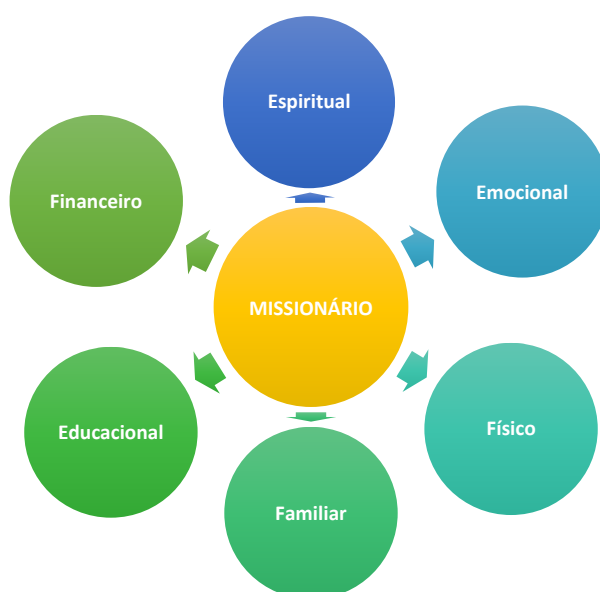 Espiritual
Financeiro
Emocional
MISSIONÁRIO
Educacional
Físico
Familiar